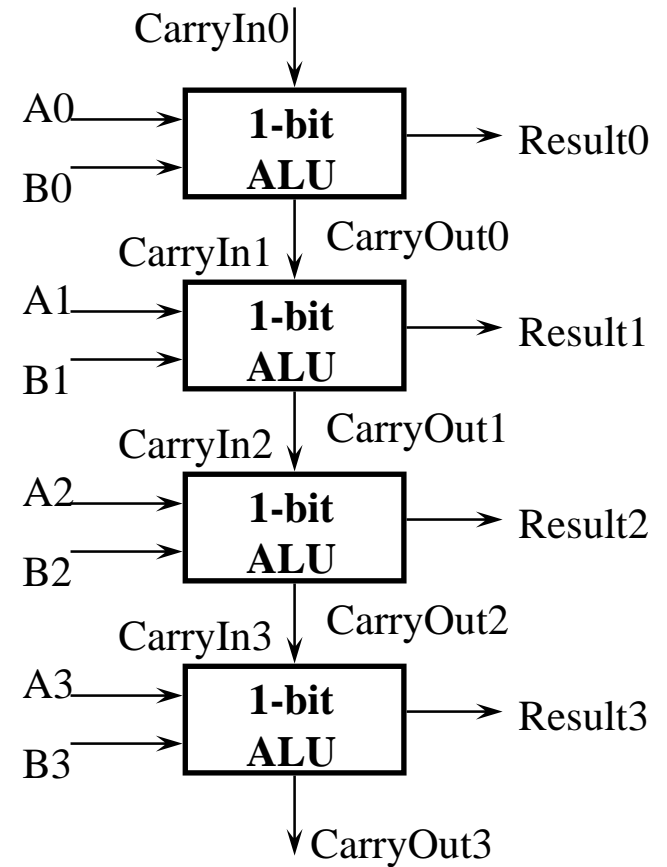 CarryIn0
A0
1-bit
ALU
Result0
B0
CarryOut0
CarryIn1
A1
1-bit
ALU
Result1
B1
CarryOut1
CarryIn2
A2
1-bit
ALU
Result2
B2
CarryOut2
CarryIn3
A3
1-bit
ALU
Result3
B3
CarryOut3